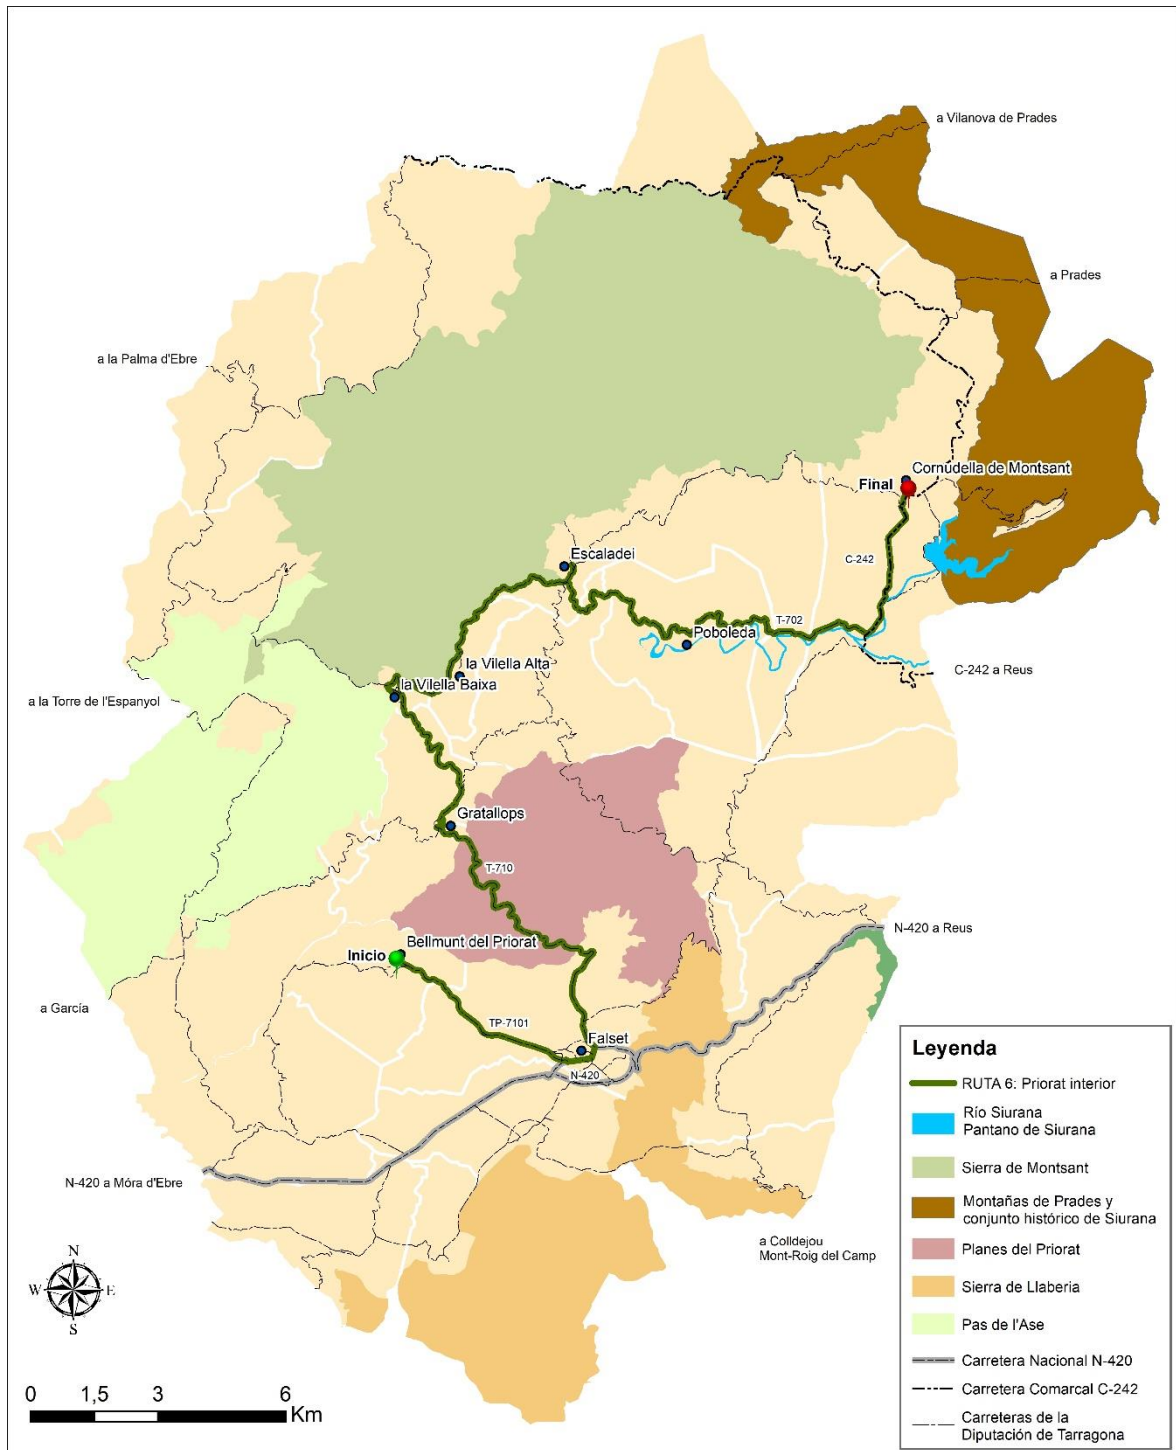 a Vilanova de Prades
a Prades
a la Palma d'Ebre
Cornudella de Montsant
Final
Escaladei
C-242
T-702
Poboleda
la Vilella Alta
C-242 a Reus
la Vilella Baixa
a la Torre de l'Espanyol
Gratallops
T-710
N-420 a Reus
Bellmunt del Priorat
Inicio
a García
TP-7101
Falset
N-420
N-420 a Móra d'Ebre
a Colldejou
Mont-Roig del Camp
N
W E
S
0 1,5 3 6
Km
Leyenda
RUTA 6: Priorat interior
Río Siurana
Pantano de Siurana
Sierra de Montsant
Montañas de Prades y
conjunto histórico de Siurana
Planes del Priorat
Sierra de Llaberia
Pas de l'Ase
Carretera Nacional N-420
Carretera Comarcal C-242
Carreteras de la
Diputación de Tarragona